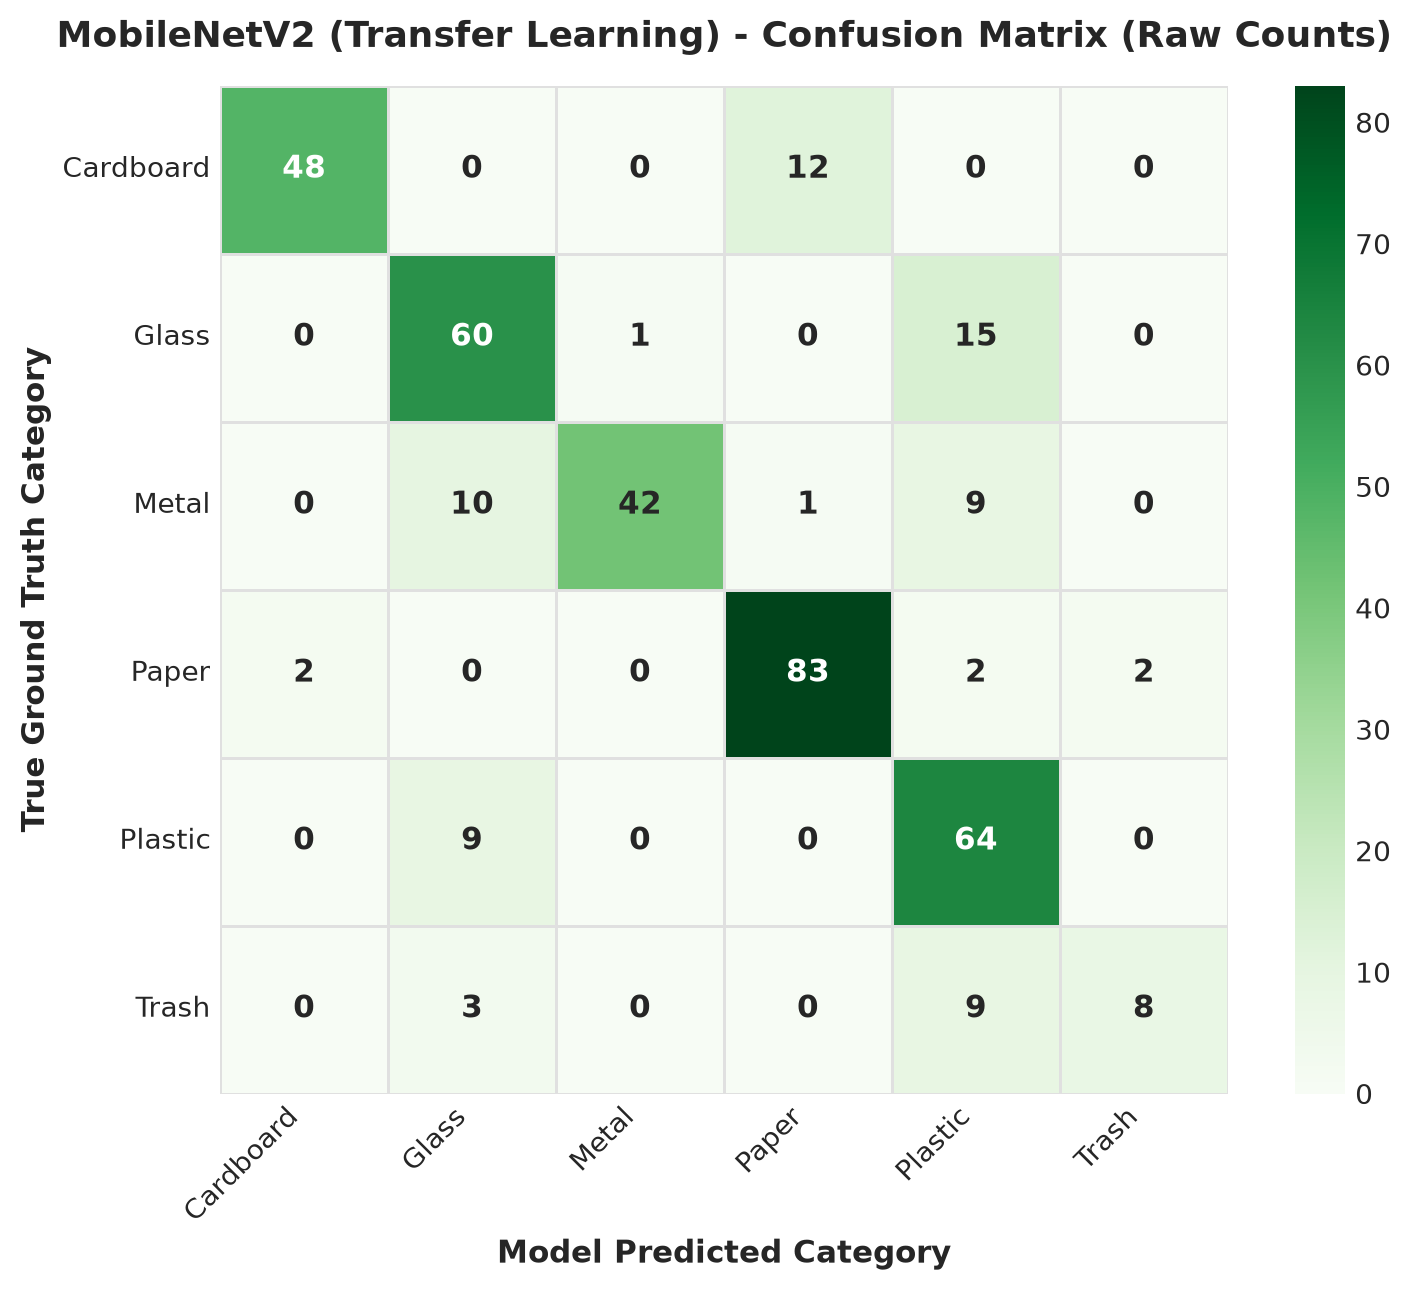 MobileNetV2 (Transfer Learning) - Confusion Matrix (Raw Counts)
Cardboard 48 0 0 12 0 0
Glass 0 60 1 0 15 0
Metal 0 10 42 1 9 0
Paper 2 0 0 83 2 2
Plastic 0 9 0 0 64 0
Trash 0 3 0 0 9 8
True Ground Truth Category
Cardboard Glass Metal Paper Plastic Trash
Model Predicted Category
80
70
60
50
40
30
20
10
0